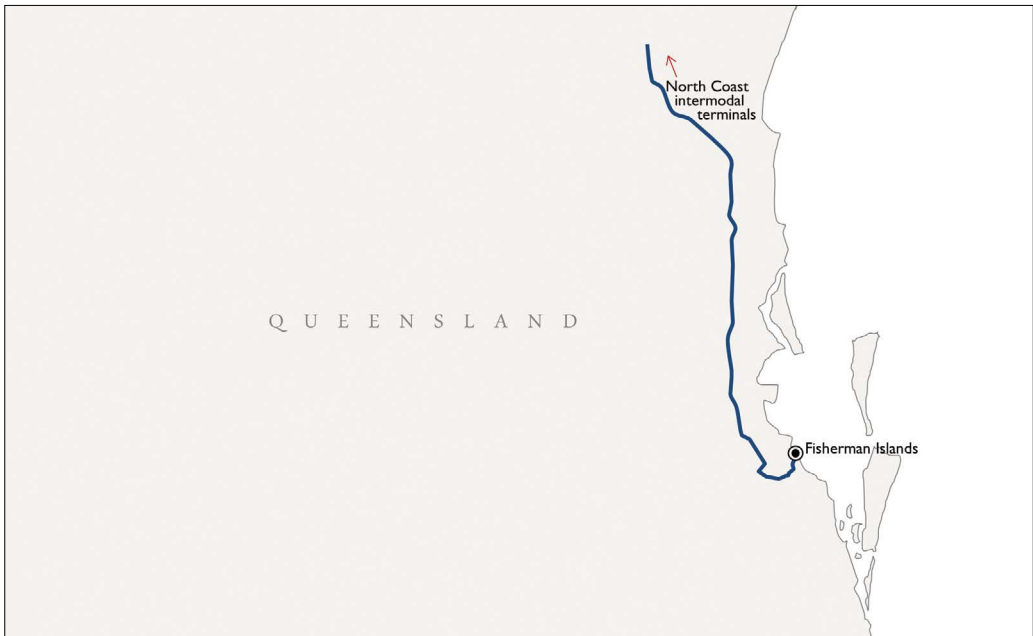 North Coast
intermodal
terminals
QUEENSLAND
Fisherman Islands